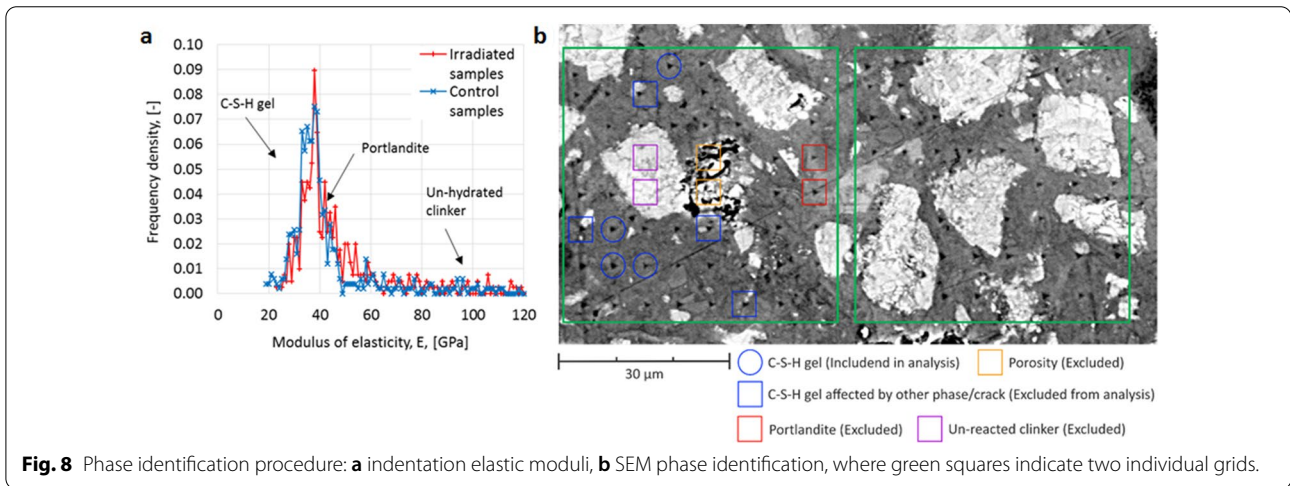 a
b
0.10
0.09
0.08
0.07
0.06
0.05
0.04
0.03
0.02
0.01
0.00
Frequency density, [-]
0 20 40 60 80 100 120
Modulus of elasticity, E, [GPa]
Irradiated
samples
Control
samples
C-S-H gel
Portlandite
Un-hydrated
clinker
30 µm
C-S-H gel (Includend in analysis)
Porosity (Excluded)
C-S-H gel affected by other phase/crack (Excluded from analysis)
Portlandite (Excluded)
Un-reacted clinker (Excluded)
Fig. 8 Phase identification procedure: a indentation elastic moduli, b SEM phase identification, where green squares indicate two individual grids.